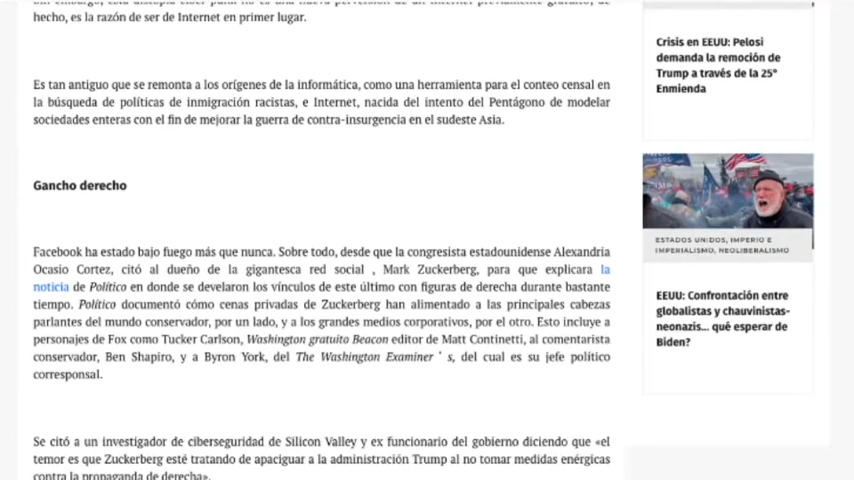 hecho, es la razón de ser de Internet en primer lugar.
Es tan antiguo que se remonta a los orígenes de la informática, como una herramienta para el conteo censal en
la búsqueda de políticas de inmigración racistas, e Internet, nacida del intento del Pentágono de modelar
sociedades enteras con el fin de mejorar la guerra de contra-insurgencia en el sudeste Asia.
Gancho derecho
Facebook ha estado bajo fuego más que nunca. Sobre todo, desde que la congresista estadounidense Alexandria
Ocasio Cortez, citó al dueño de la gigantesca red social , Mark Zuckerberg, para que explicara la
noticia de Político en donde se develaron los vínculos de este último con figuras de derecha durante bastante
tiempo. Político documentó cómo cenas privadas de Zuckerberg han alimentado a las principales cabezas
parlantes del mundo conservador, por un lado, y a los grandes medios corporativos, por el otro. Esto incluye a
personajes de Fox como Tucker Carlson, Washington gratuito Beacon editor de Matt Continetti, al comentarista
conservador, Ben Shapiro, y a Byron York, del The Washington Examiner ' s, del cual es su jefe político
corresponsal.
Se citó a un investigador de ciberseguridad de Silicon Valley y ex funcionario del gobierno diciendo que «el
temor es que Zuckerberg esté tratando de apaciguar a la administración Trump al no tomar medidas enérgicas
contra la propaganda de derecha».
Crisis en EEUU: Pelosi
demanda la remoción de
Trump a través de la 25°
Enmienda
ESTADOS UNIDOS, IMPERIO E
IMPERIALISMO, NEOLIBERALISMO
EEUU: Confrontación entre
globalistas y chauvinistas-
neonazis... qué esperar de
Biden?